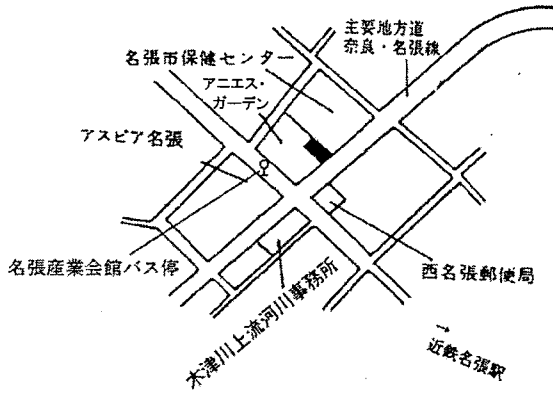 主要地方道
奈良・名張線
名張市保健センター
アニエス・
ガーデン
アスピア名張
名張産業会館バス停
木津川上流河川事務所
西名張郵便局
→
近鉄名張駅